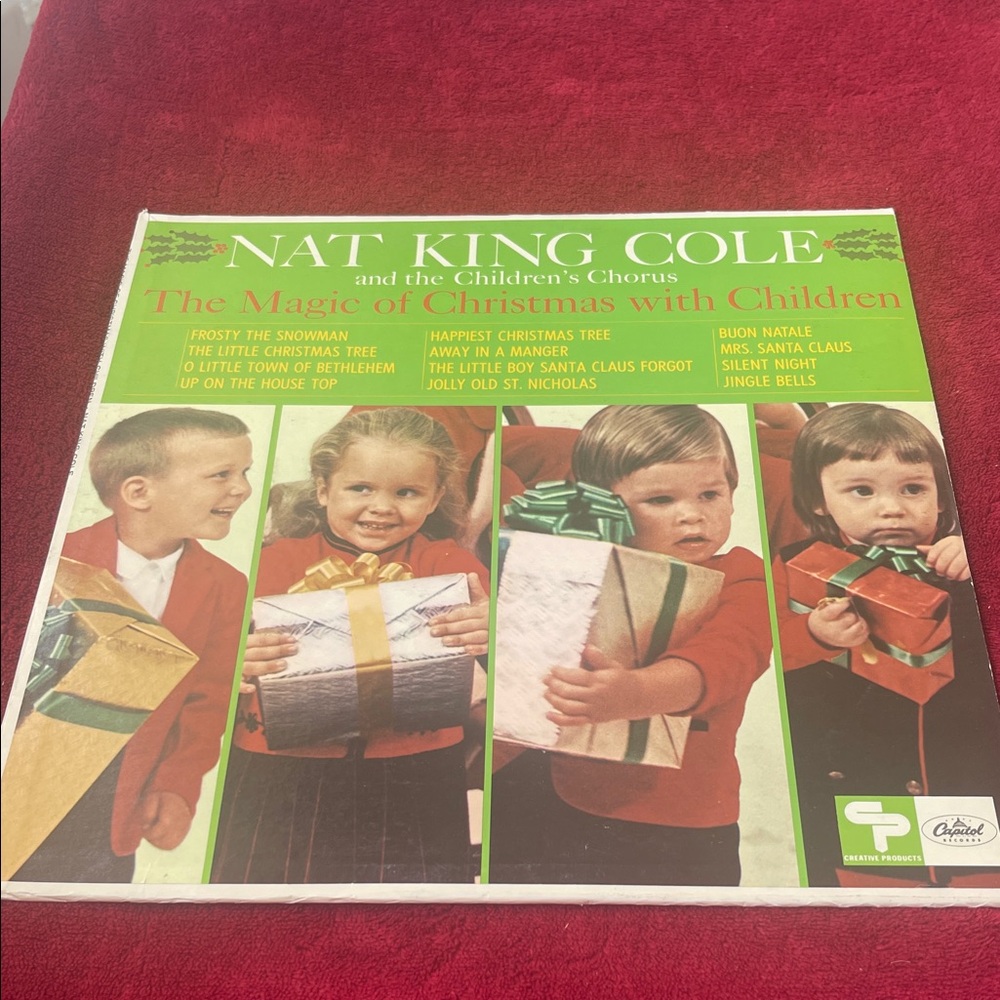 NAT KING COLE
and the Children's Chorus
The Magic of Christmas with Children
FROSTY THE SNOWMAN
THE LITTLE CHRISTMAS TREE
O LITTLE TOWN OF BETHLEHEM
UP ON THE HOUSE TOP
HAPPIEST CHRISTMAS TREE
AWAY IN A MANGER
THE LITTLE BOY SANTA CLAUS FORGOT
JOLLY OLD ST. NICHOLAS
BUON NATALE
MRS. SANTA CLAUS
SILENT NIGHT
JINGLE BELLS
CP
CREATIVE PRODUCTS
Capitol
RECORDS